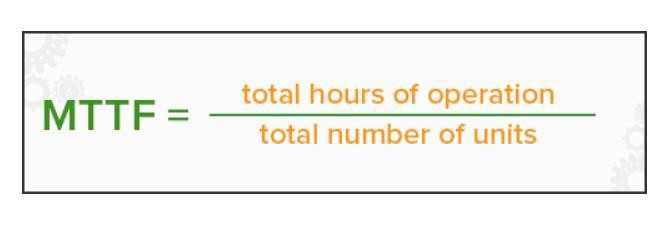 MTTF =
total hours of operation
total number of units